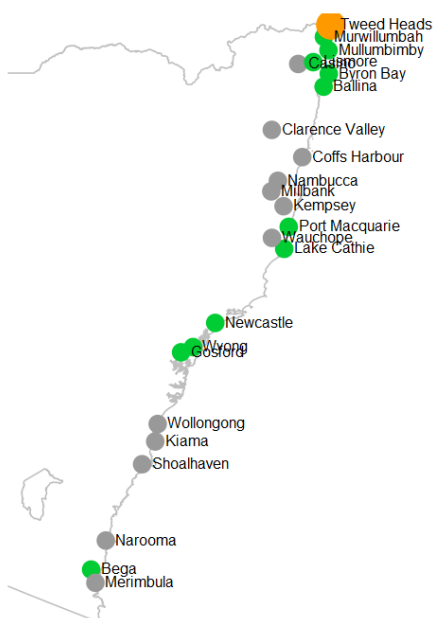 Tweed Heads
Murwillumbah
Mullumbimby
Lismore
Casino
Byron Bay
Ballina
Clarence Valley
Coffs Harbour
Nambucca
Millbank
Kempsey
Port Macquarie
Wauchope
Lake Cathie
Newcastle
Wyong
Gosford
Wollongong
Kiama
Shoalhaven
Narooma
Bega
Merimbula